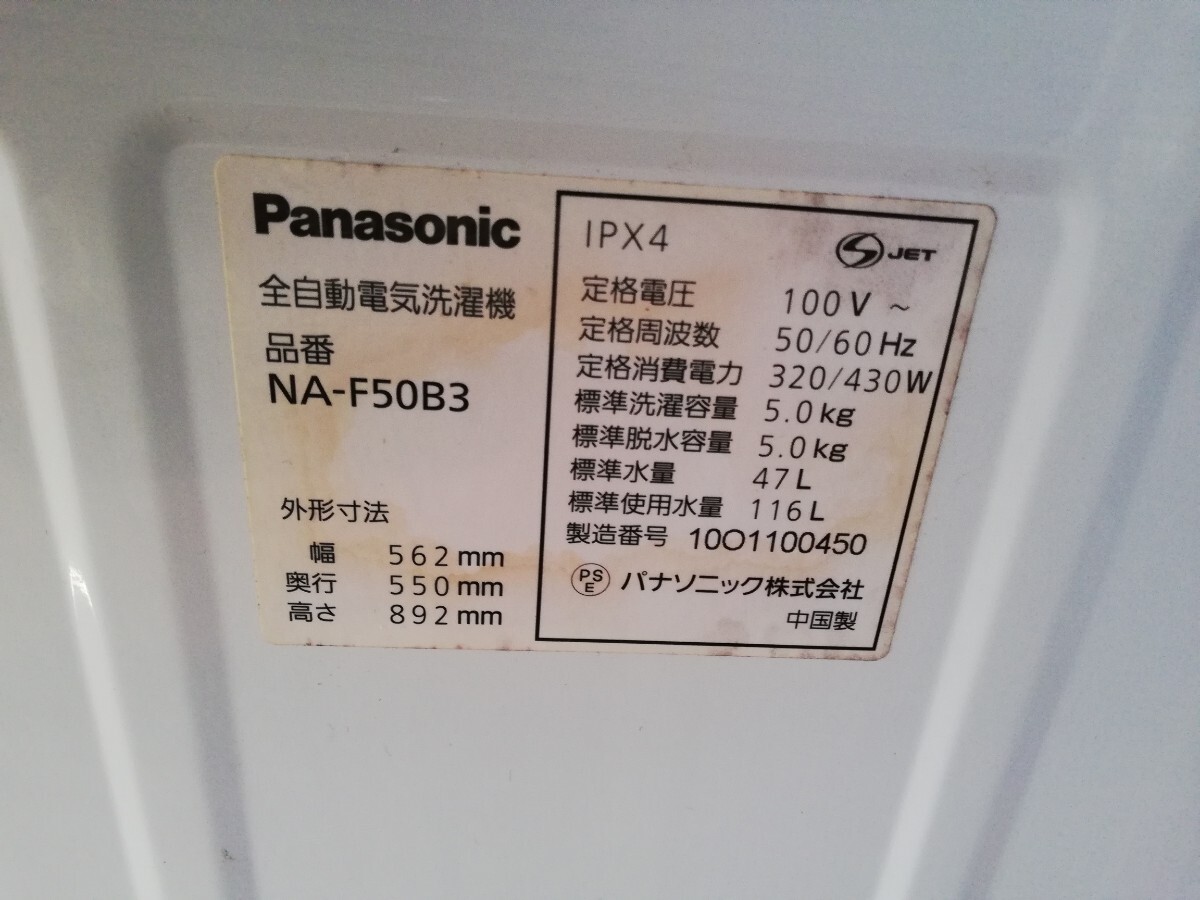 Panasonic
全自動電気洗濯機
品番
NA-F50B3
外形寸法
幅 562mm
奥行 550mm
高さ 892mm
IPX4
S JET
定格電圧 100V ~
定格周波数 50/60Hz
定格消費電力 320/430W
標準洗濯容量 5.0kg
標準脱水容量 5.0kg
標準水量 47L
標準使用水量 116L
製造番号 10O1100450
PSE パナソニック株式会社
中国製